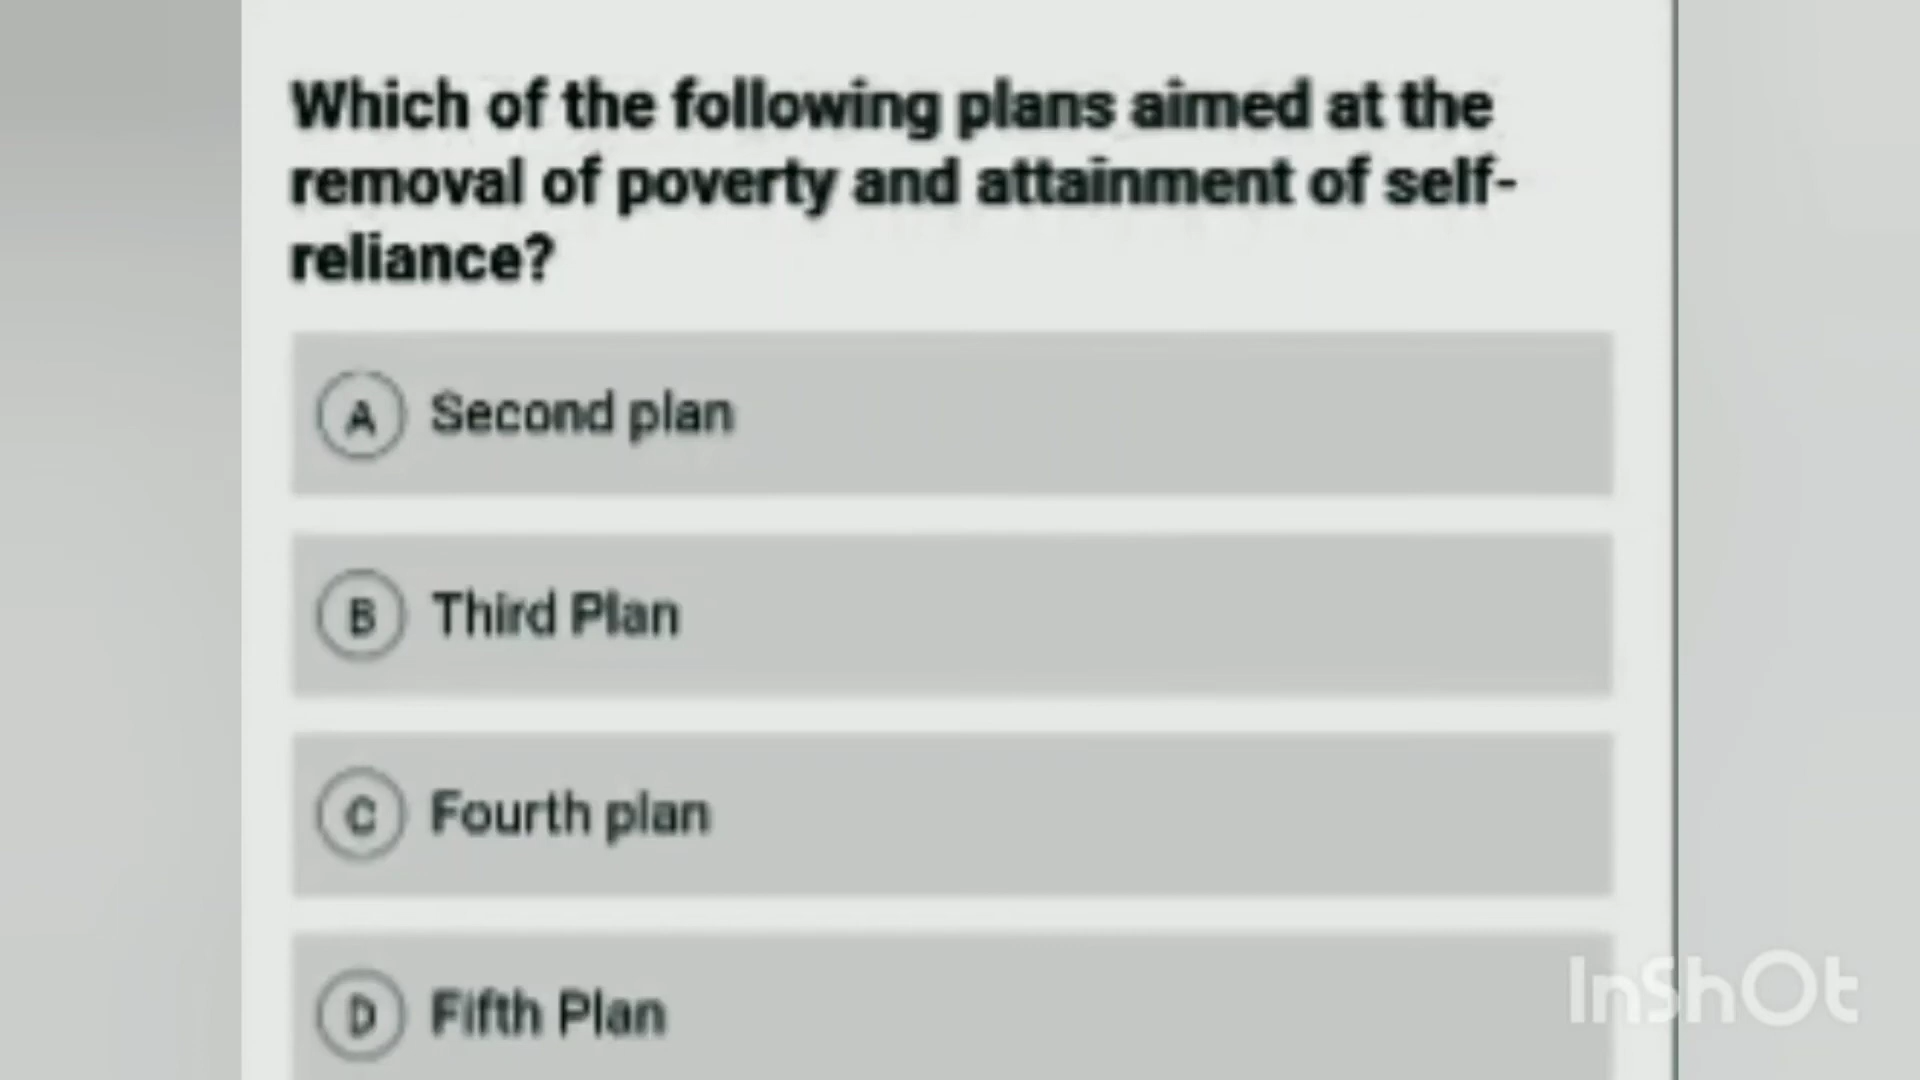 Which of the following plans aimed at the
removal of poverty and attainment of self-
reliance?
A Second plan
B Third Plan
C Fourth plan
D Fifth Plan
InShOt